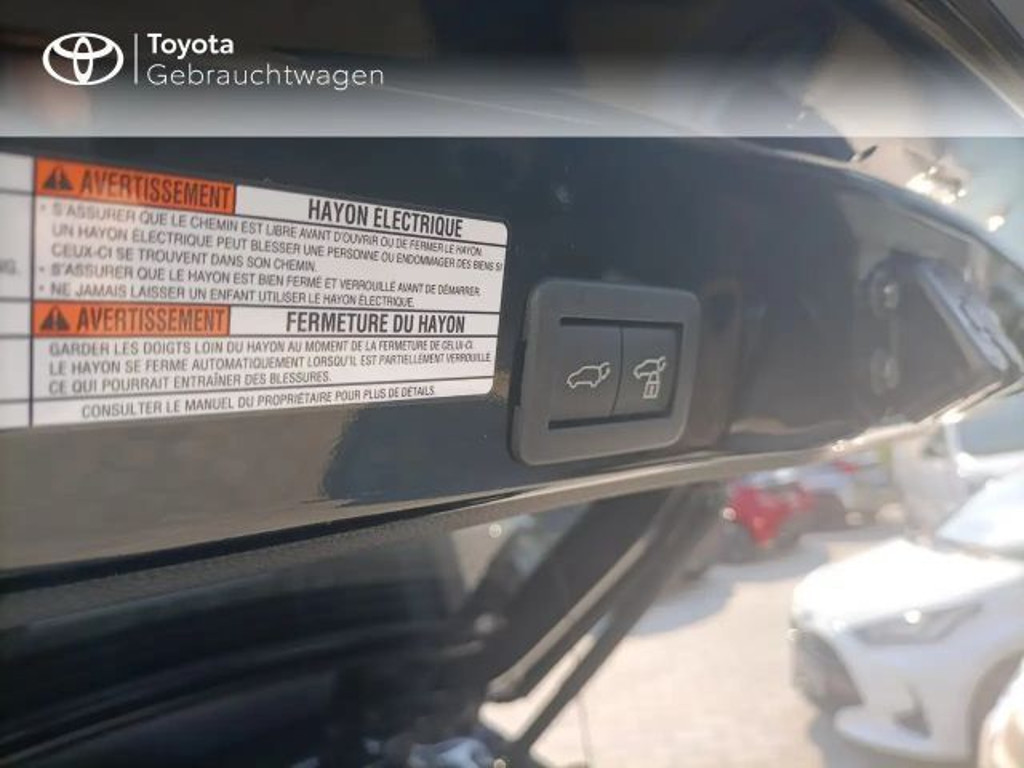 Toyota
Gebrauchtwagen
AVERTISSEMENT HAYON ÉLECTRIQUE
• S'ASSURER QUE LE CHEMIN EST LIBRE AVANT D'OUVRIR OU DE FERMER LE HAYON.
UN HAYON ÉLECTRIQUE PEUT BLESSER UNE PERSONNE OU ENDOMMAGER DES BIENS SI
CEUX-CI SE TROUVENT DANS SON CHEMIN.
• S'ASSURER QUE LE HAYON EST BIEN FERMÉ ET VERROUILLÉ AVANT DE DÉMARRER.
• NE JAMAIS LAISSER UN ENFANT UTILISER LE HAYON ÉLECTRIQUE.
AVERTISSEMENT FERMETURE DU HAYON
GARDER LES DOIGTS LOIN DU HAYON AU MOMENT DE LA FERMETURE DE CELUI-CI.
LE HAYON SE FERME AUTOMATIQUEMENT LORSQU'IL EST PARTIELLEMENT VERROUILLÉ,
CE QUI POURRAIT ENTRAÎNER DES BLESSURES.
CONSULTER LE MANUEL DU PROPRIÉTAIRE POUR PLUS DE DÉTAILS.